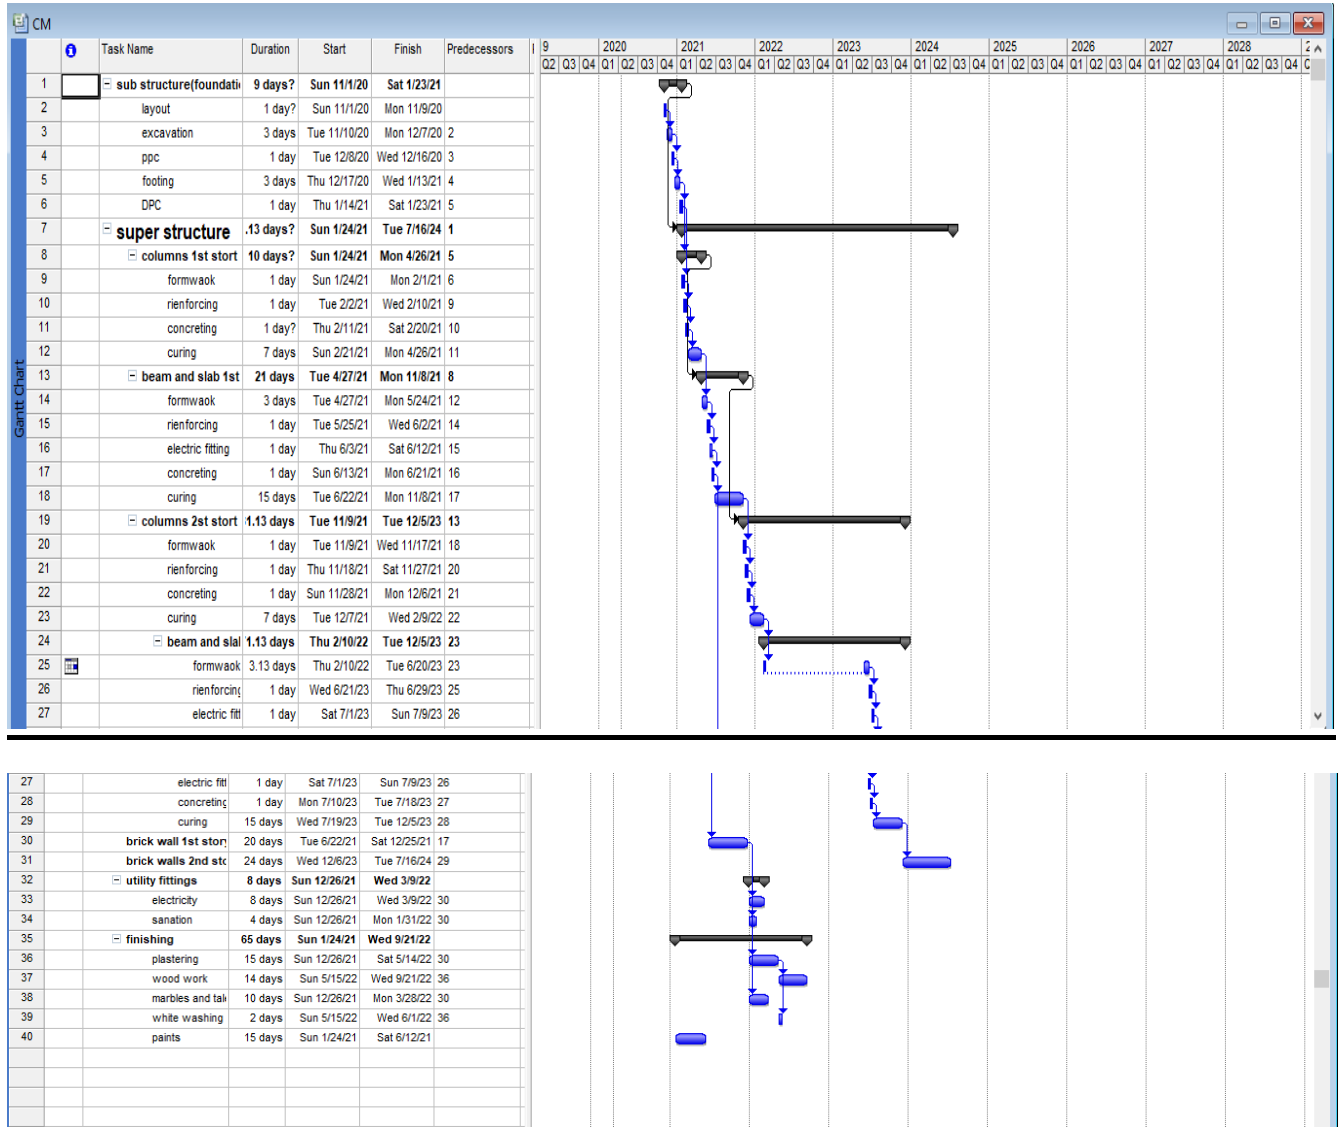 CM
Task Name Duration Start Finish Predecessors
9 2020 2021 2022 2023 2024 2025 2026 2027 2028 2
Q2 Q3 Q4 Q1 Q2 Q3 Q4 Q1 Q2 Q3 Q4 Q1 Q2 Q3 Q4 Q1 Q2 Q3 Q4 Q1 Q2 Q3 Q4 Q1 Q2 Q3 Q4 Q1 Q2 Q3 Q4 Q1 Q2 Q3 Q4 Q1 Q2 Q3 Q4
1 sub structure(foundati 9 days? Sun 11/1/20 Sat 1/23/21
2 layout 1 day? Sun 11/1/20 Mon 11/9/20
3 excavation 3 days Tue 11/10/20 Mon 12/7/20 2
4 ppc 1 day Tue 12/8/20 Wed 12/16/20 3
5 footing 3 days Thu 12/17/20 Wed 1/13/21 4
6 DPC 1 day Thu 1/14/21 Sat 1/23/21 5
7 super structure .13 days? Sun 1/24/21 Tue 7/16/24 1
8 columns 1st stort 10 days? Sun 1/24/21 Mon 4/26/21 5
9 formwaok 1 day Sun 1/24/21 Mon 2/1/21 6
10 rienforcing 1 day Tue 2/2/21 Wed 2/10/21 9
11 concreting 1 day? Thu 2/11/21 Sat 2/20/21 10
12 curing 7 days Sun 2/21/21 Mon 4/26/21 11
13 beam and slab 1st 21 days Tue 4/27/21 Mon 11/8/21 8
14 formwaok 3 days Tue 4/27/21 Mon 5/24/21 12
15 rienforcing 1 day Tue 5/25/21 Wed 6/2/21 14
16 electric fitting 1 day Thu 6/3/21 Sat 6/12/21 15
17 concreting 1 day Sun 6/13/21 Mon 6/21/21 16
18 curing 15 days Tue 6/22/21 Mon 11/8/21 17
19 columns 2st stort 1.13 days Tue 11/9/21 Tue 12/5/23 13
20 formwaok 1 day Tue 11/9/21 Wed 11/17/21 18
21 rienforcing 1 day Thu 11/18/21 Sat 11/27/21 20
22 concreting 1 day Sun 11/28/21 Mon 12/6/21 21
23 curing 7 days Tue 12/7/21 Wed 2/9/22 22
24 beam and slal 1.13 days Thu 2/10/22 Tue 12/5/23 23
25 formwaok 3.13 days Thu 2/10/22 Tue 6/20/23 23
26 rienforcing 1 day Wed 6/21/23 Thu 6/29/23 25
27 electric fitt 1 day Sat 7/1/23 Sun 7/9/23 26
Gantt Chart
27 electric fitt 1 day Sat 7/1/23 Sun 7/9/23 26
28 concreting 1 day Mon 7/10/23 Tue 7/18/23 27
29 curing 15 days Wed 7/19/23 Tue 12/5/23 28
30 brick wall 1st story 20 days Tue 6/22/21 Sat 12/25/21 17
31 brick walls 2nd sto 24 days Wed 12/6/23 Tue 7/16/24 29
32 utility fittings 8 days Sun 12/26/21 Wed 3/9/22
33 electricity 8 days Sun 12/26/21 Wed 3/9/22 30
34 sanation 4 days Sun 12/26/21 Mon 1/31/22 30
35 finishing 65 days Sun 1/24/21 Wed 9/21/22
36 plastering 15 days Sun 12/26/21 Sat 5/14/22 30
37 wood work 14 days Sun 5/15/22 Wed 9/21/22 36
38 marbles and tak 10 days Sun 12/26/21 Mon 3/28/22 30
39 white washing 2 days Sun 5/15/22 Wed 6/1/22 36
40 paints 15 days Sun 1/24/21 Sat 6/12/21